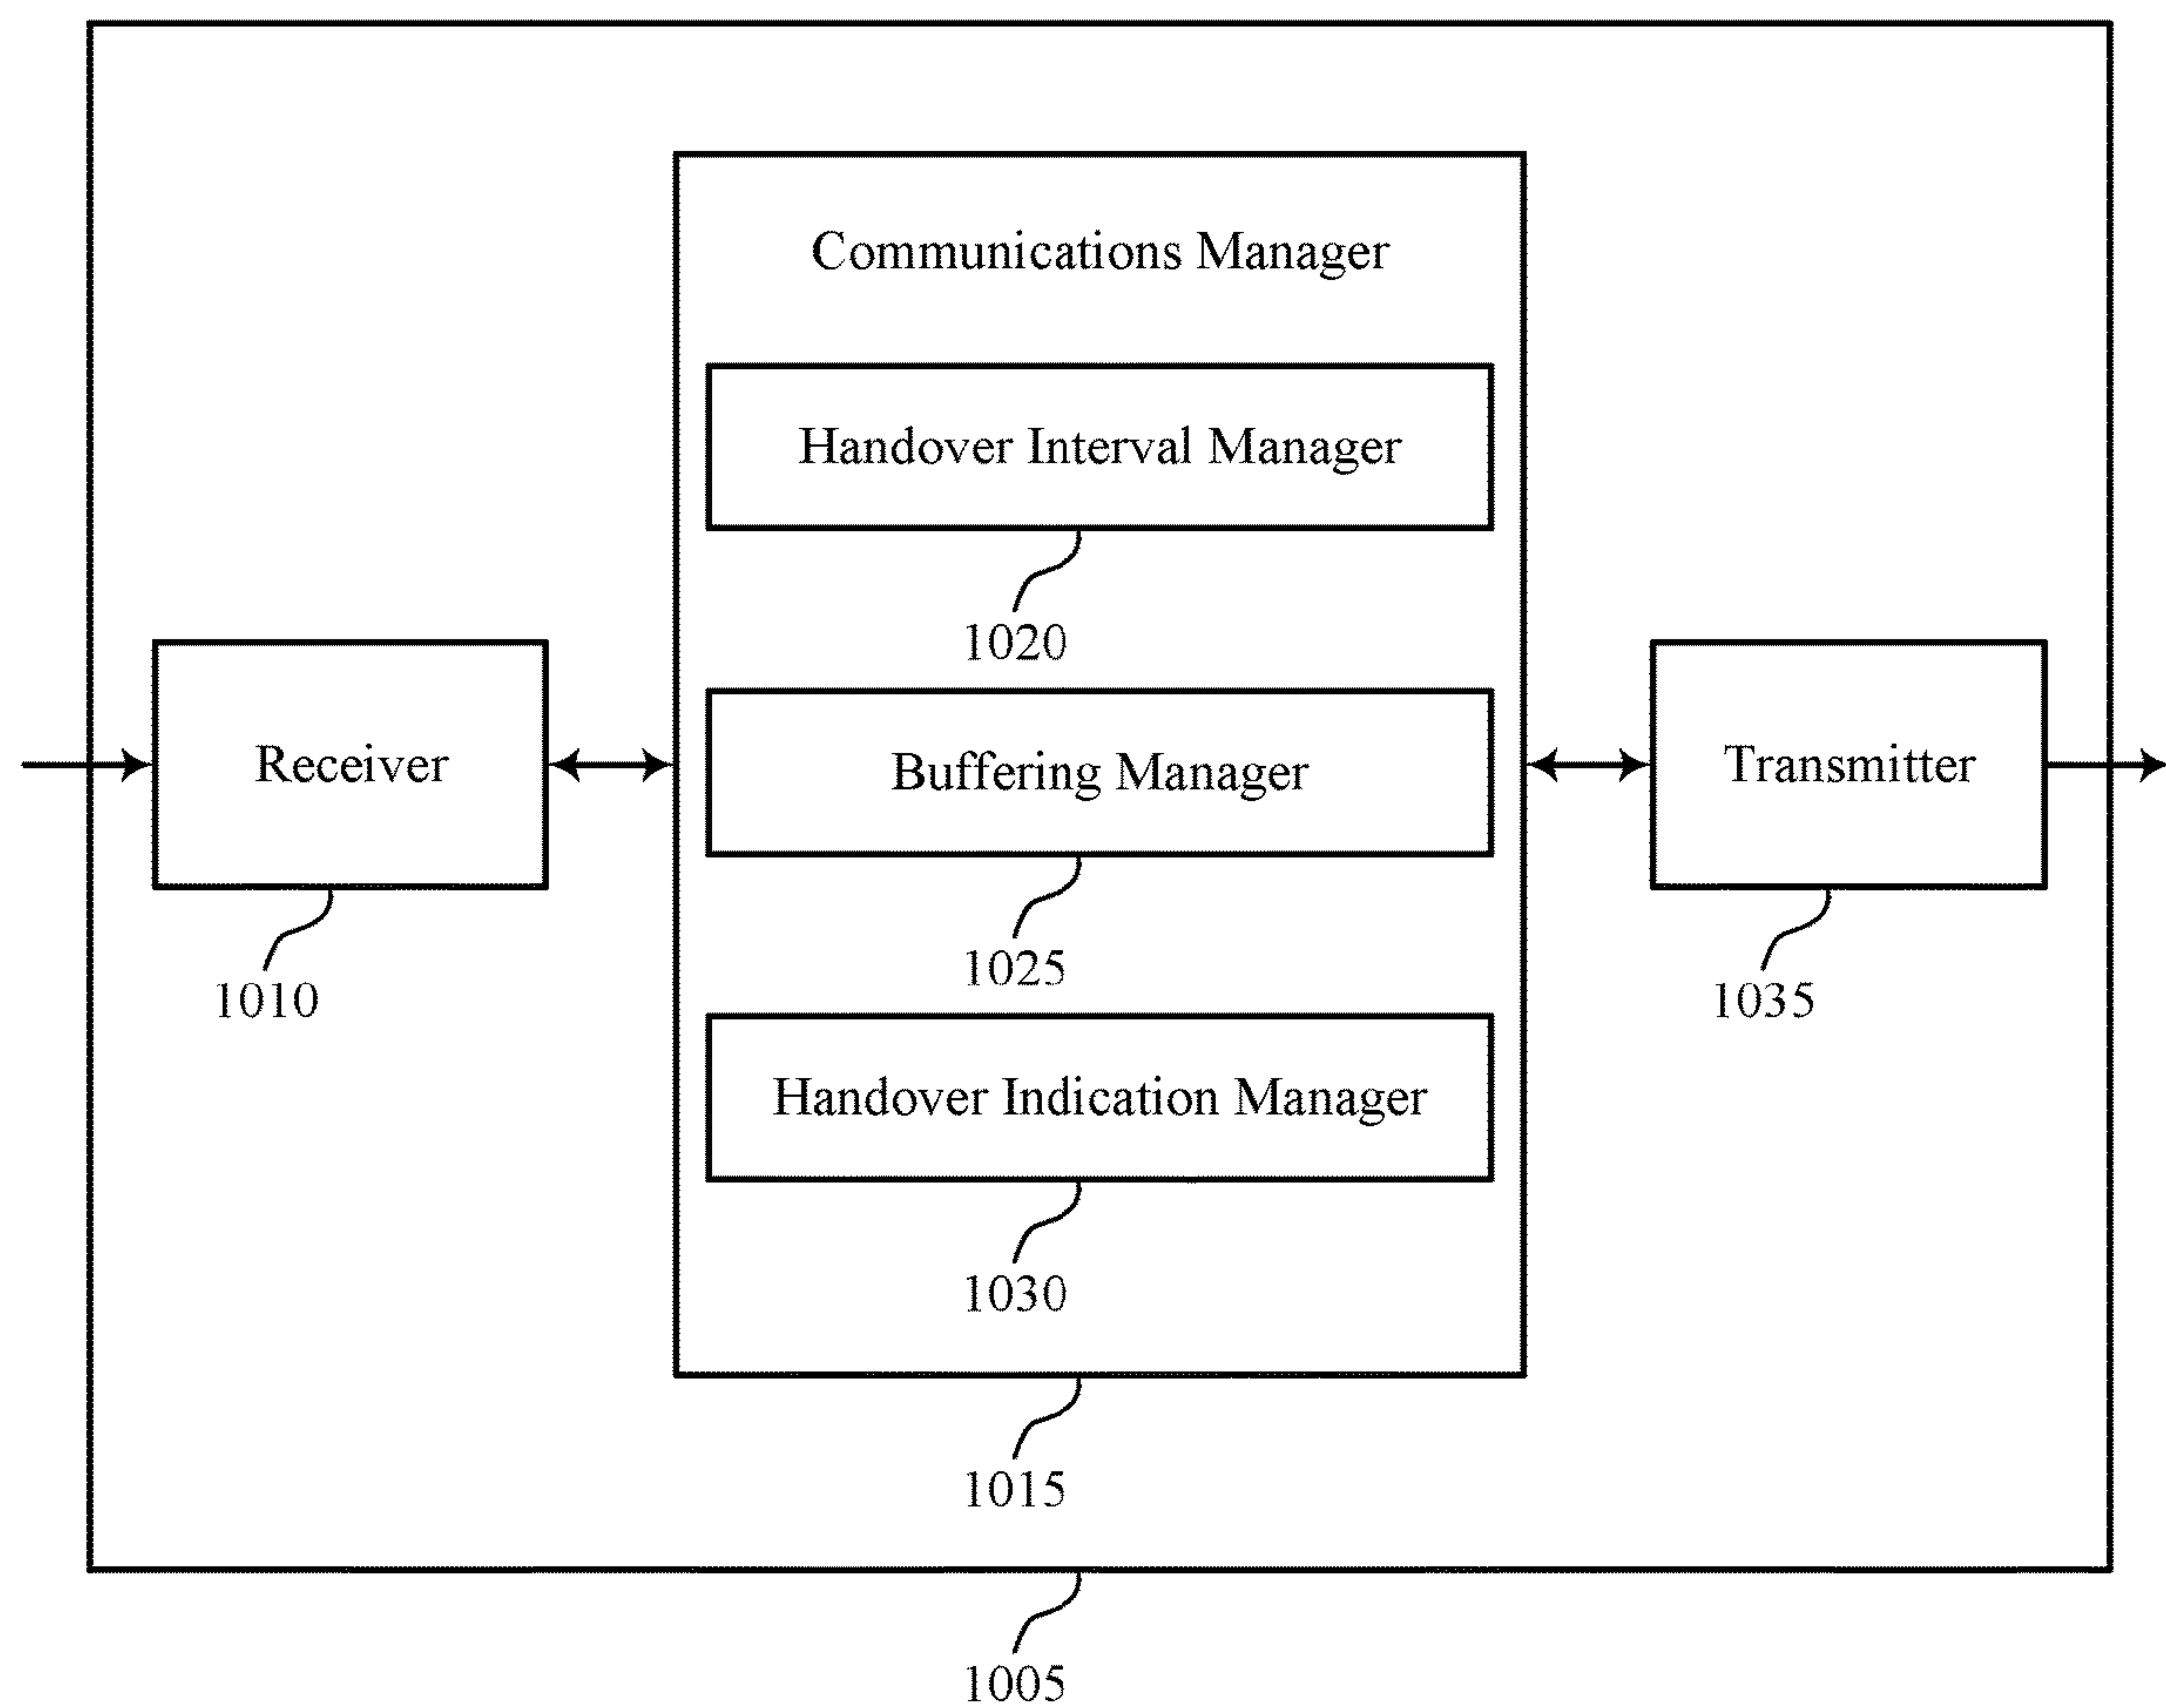 Communications Manager
Handover Interval Manager
1020
Receiver
1010
Buffering Manager
1025
Transmitter
1035
Handover Indication Manager
1030
1015
1005